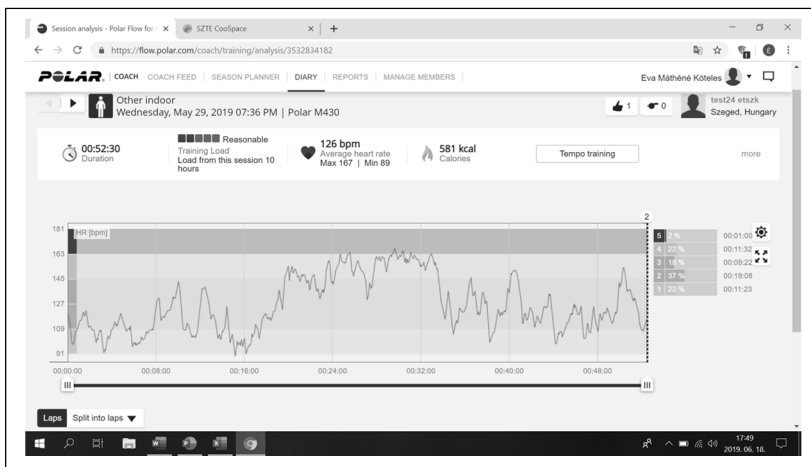 Session analysis - Polar Flow for
SZTE CooSpace
https://flow.polar.com/coach/training/analysis/3532834182
POLAR. COACH COACH FEED SEASON PLANNER DIARY REPORTS MANAGE MEMBERS Eva Máthéné Köteles
Other indoor
Wednesday, May 29, 2019 07:36 PM | Polar M430
1 0
test24 etszk
Szeged, Hungary
00:52:30
Duration
Reasonable
Training Load
Load from this session 10
hours
126 bpm
Average heart rate
Max 167 | Min 89
581 kcal
Calories
Tempo training
more
2
HR [bpm]
181
163
145
127
109
91
00:00:00 00:08:00 00:16:00 00:24:00 00:32:00 00:40:00 00:48:00
5 2 % 00:01:00
4 22 % 00:11:32
3 18 % 00:09:22
2 37 % 00:19:08
1 22 % 00:11:23
Laps Split into laps
17:49
2019. 06. 18.